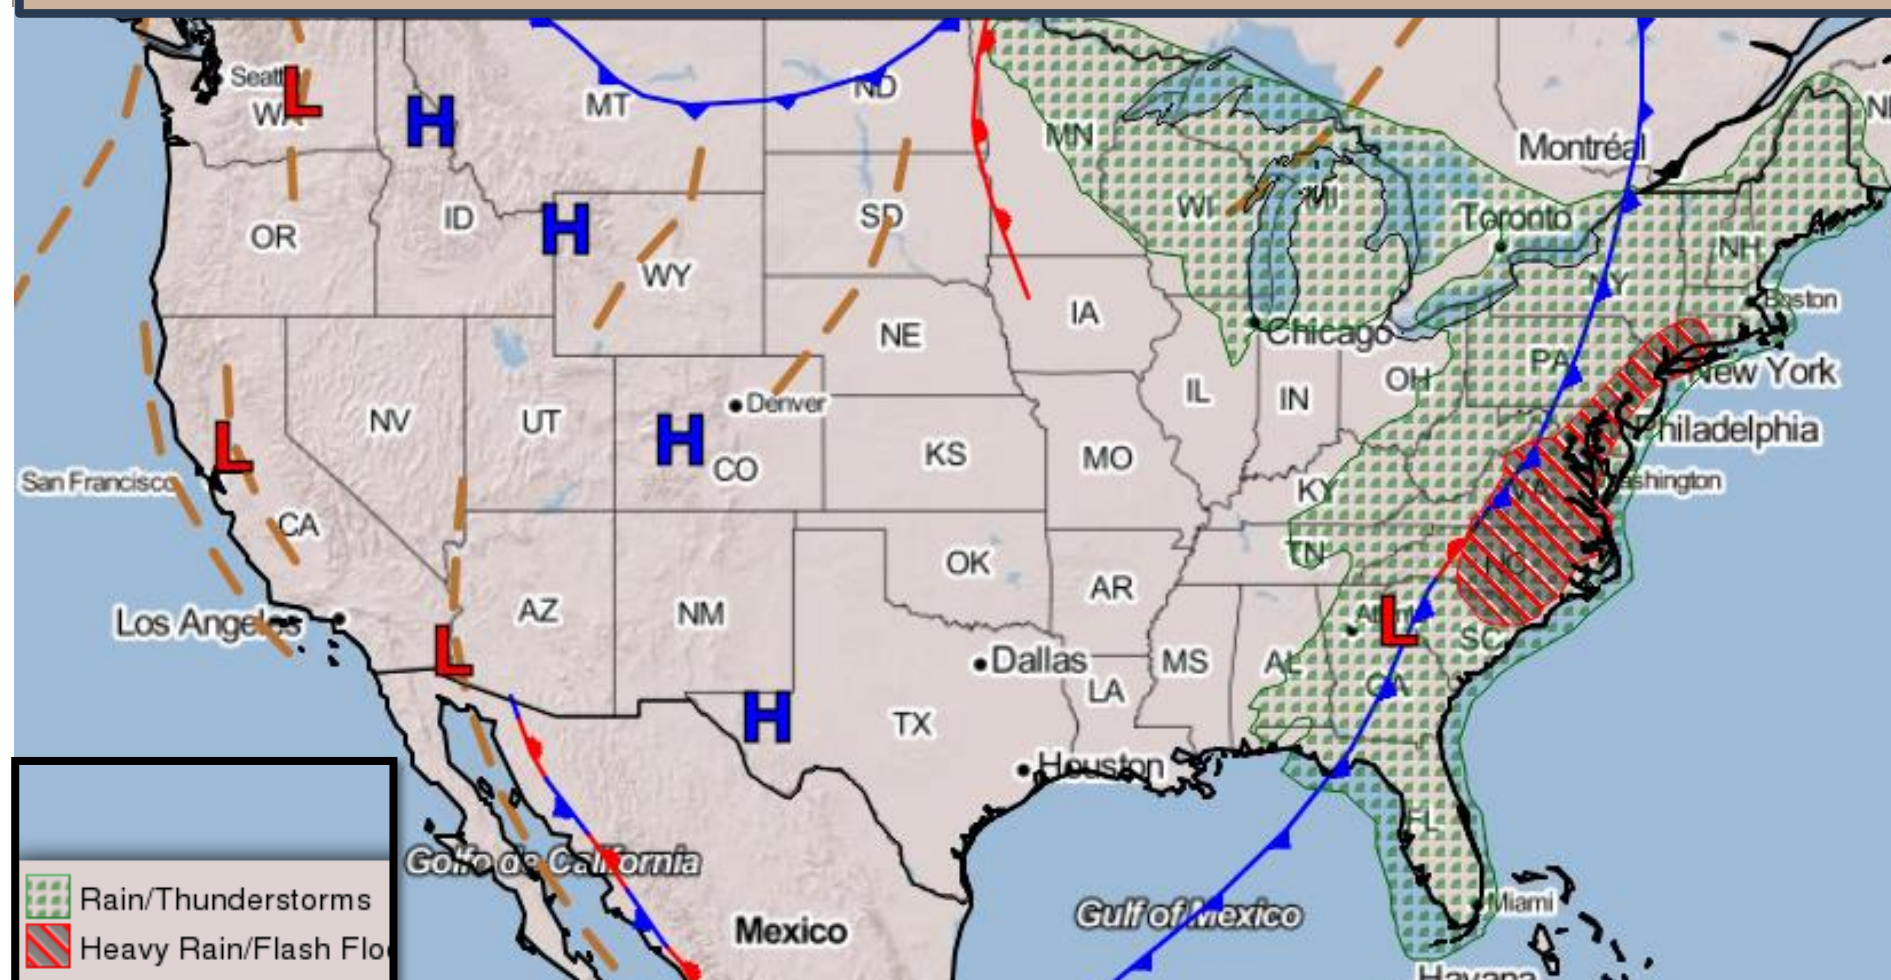 Seattle
WA
L
H
MT
ND
MN
Montréal
OR
ID
H
WY
SD
WI
MI
Toronto
NY
NH
Boston
IA
NE
Chicago
PA
New York
NV
UT
Denver
IL
IN
OH
Philadelphia
H
CO
KS
MO
L
San Francisco
KY
VA
Washington
CA
OK
TN
NC
AZ
NM
AR
Atlanta
L
SC
Los Angeles
L
Dallas
MS
AL
GA
LA
H
TX
Houston
FL
Golfo de California
Mexico
Gulf of Mexico
Miami
Havana
Rain/Thunderstorms
Heavy Rain/Flash Floo